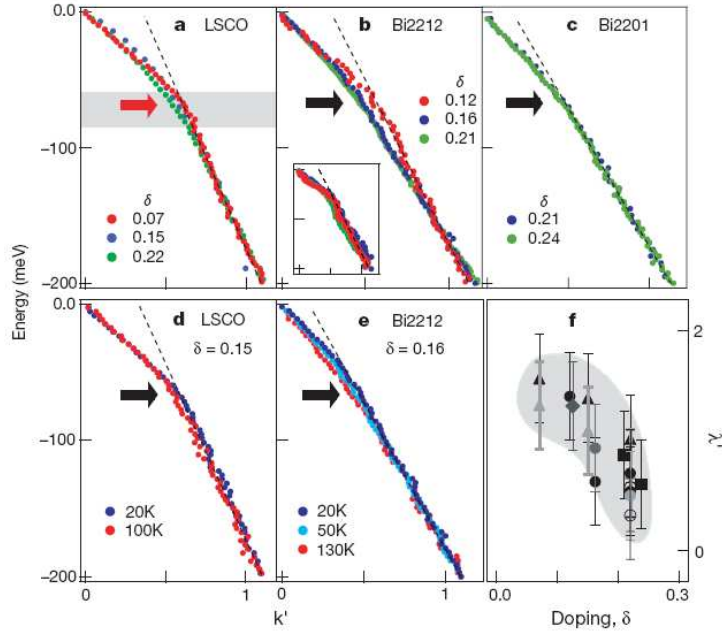 0.0
a LSCO
b Bi2212
c Bi2201
δ
0.12
0.16
0.21
−100
δ
0.07
0.15
0.22
δ
0.21
0.24
−200
Energy (meV)
0
1
0.0
d LSCO
δ = 0.15
e Bi2212
δ = 0.16
f
2
λ'
0
−100
20K
100K
20K
50K
130K
−200
0 1 0 1
k'
0.0 0.3
Doping, δ